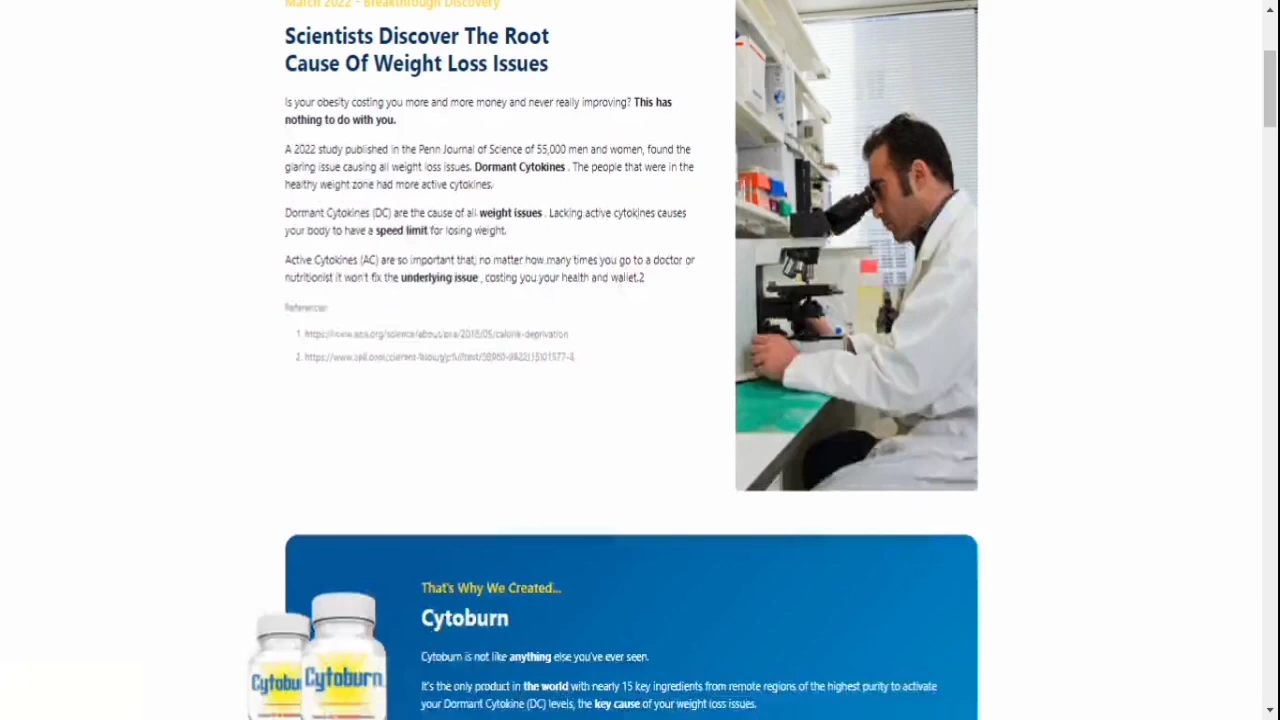 March 2022 - Breakthrough Discovery
Scientists Discover The Root
Cause Of Weight Loss Issues
Is your obesity costing you more and more money and never really improving? This has
nothing to do with you.
A 2022 study published in the Penn Journal of Science of 55,000 men and women, found the
glaring issue causing all weight loss issues. Dormant Cytokines . The people that were in the
healthy weight zone had more active cytokines.
Dormant Cytokines (DC) are the cause of all weight issues . Lacking active cytokines causes
your body to have a speed limit for losing weight.
Active Cytokines (AC) are so important that; no matter how many times you go to a doctor or
nutritionist it won't fix the underlying issue , costing you your health and wallet.2
References:
1.
2.
That's Why We Created...
Cytoburn
Cytoburn is not like anything else you've ever seen.
It's the only product in the world with nearly 15 key ingredients from remote regions of the highest purity to activate
your Dormant Cytokine (DC) levels, the key cause of your weight loss issues.
Cytobu
Cytoburn